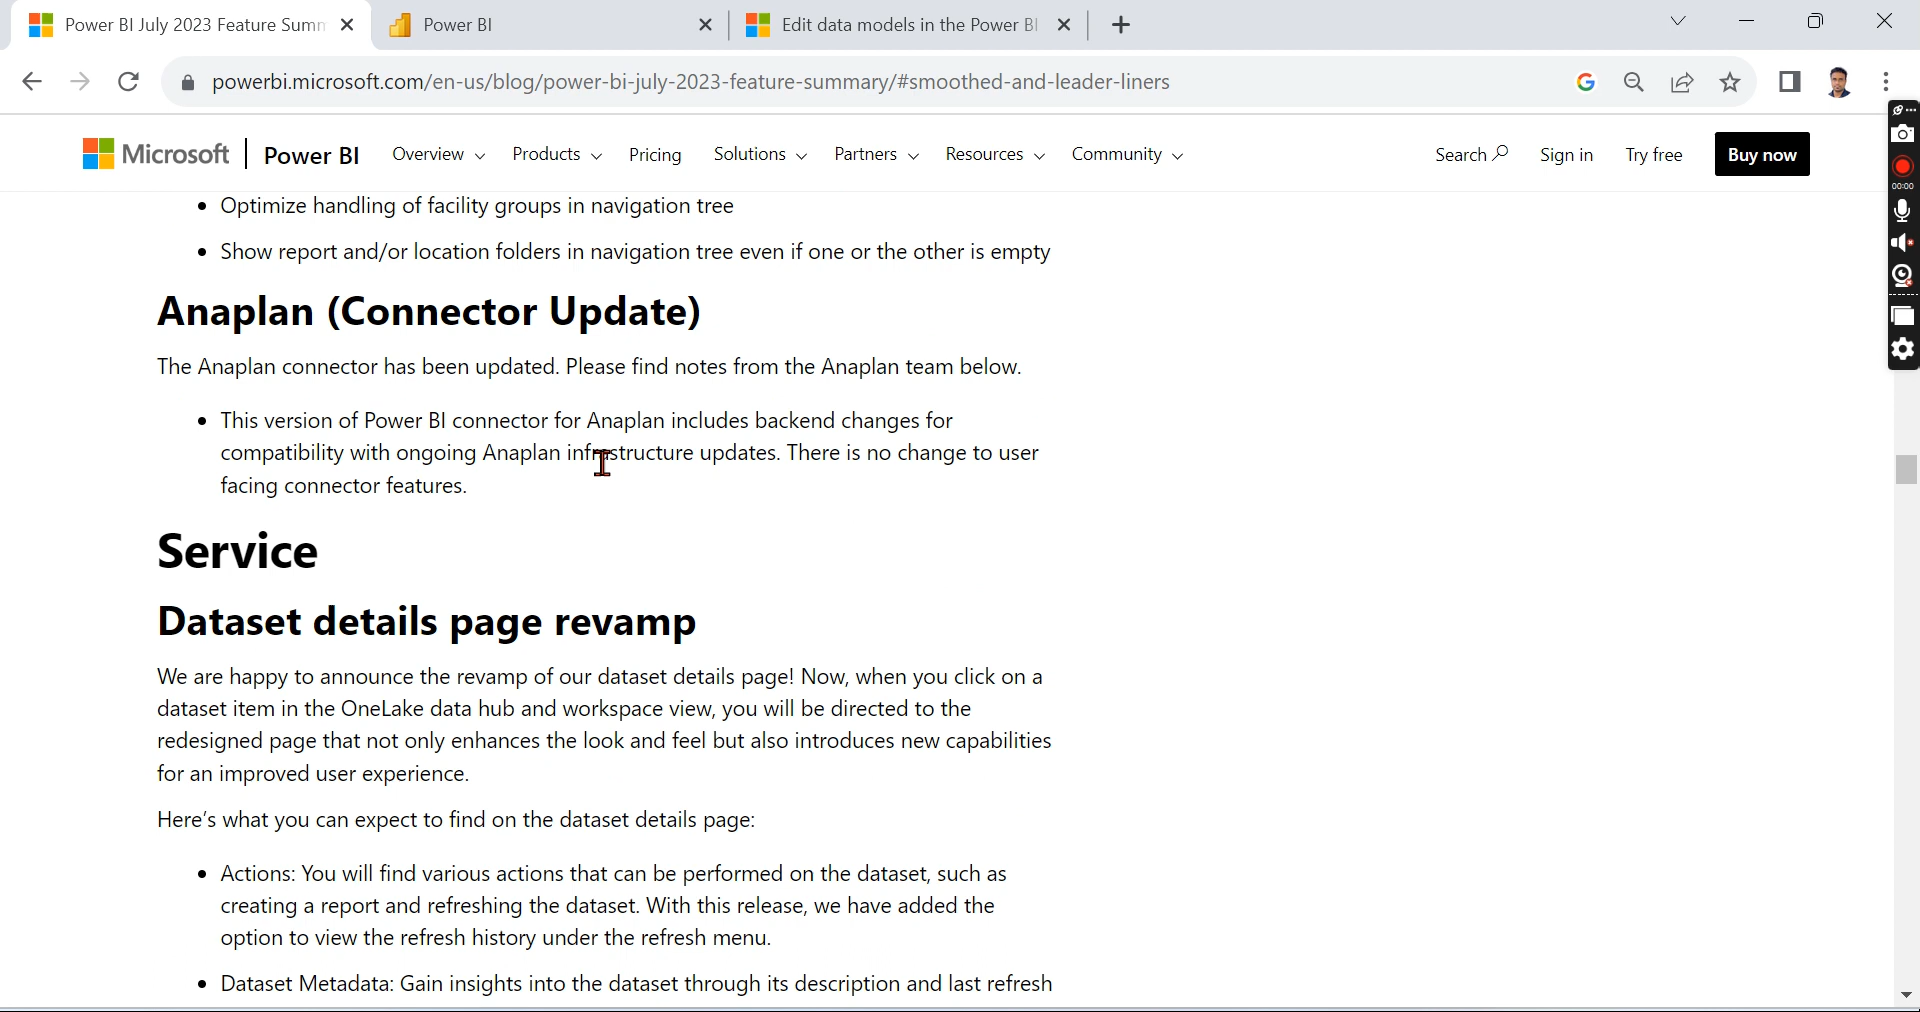 Power BI July 2023 Feature Summ
Power BI
Edit data models in the Power BI
powerbi.microsoft.com/en-us/blog/power-bi-july-2023-feature-summary/#smoothed-and-leader-liners
Microsoft Power BI Overview Products Pricing Solutions Partners Resources Community Search Sign in Try free Buy now
00:00
• Optimize handling of facility groups in navigation tree
• Show report and/or location folders in navigation tree even if one or the other is empty
Anaplan (Connector Update)
The Anaplan connector has been updated. Please find notes from the Anaplan team below.
• This version of Power BI connector for Anaplan includes backend changes for
compatibility with ongoing Anaplan infrastructure updates. There is no change to user
facing connector features.
Service
Dataset details page revamp
We are happy to announce the revamp of our dataset details page! Now, when you click on a
dataset item in the OneLake data hub and workspace view, you will be directed to the
redesigned page that not only enhances the look and feel but also introduces new capabilities
for an improved user experience.
Here’s what you can expect to find on the dataset details page:
• Actions: You will find various actions that can be performed on the dataset, such as
creating a report and refreshing the dataset. With this release, we have added the
option to view the refresh history under the refresh menu.
• Dataset Metadata: Gain insights into the dataset through its description and last refresh